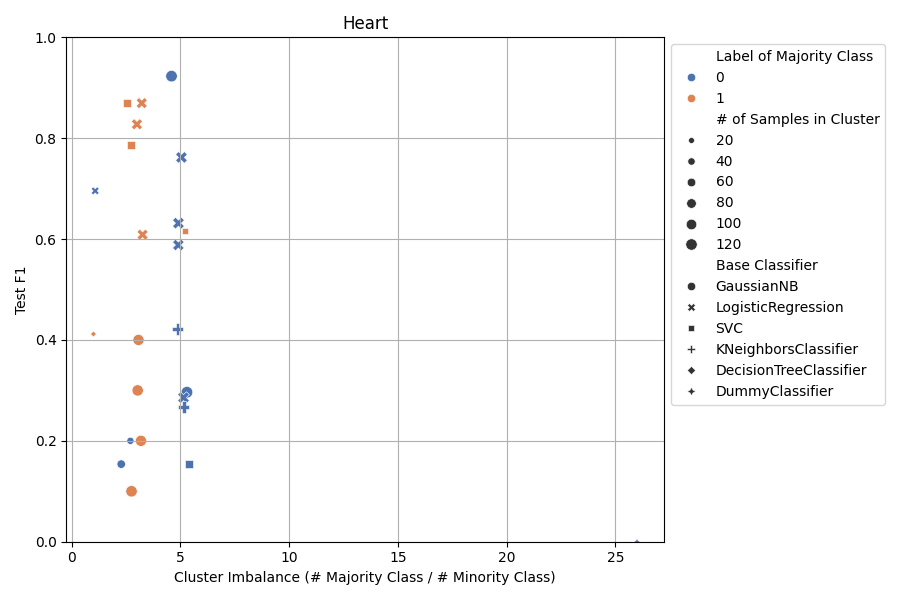 Heart
Test F1
1.0
0.8
0.6
0.4
0.2
0.0
0
5
10
15
20
25
Cluster Imbalance (# Majority Class / # Minority Class)
Label of Majority Class
0
1
# of Samples in Cluster
20
40
60
80
100
120
Base Classifier
GaussianNB
LogisticRegression
SVC
KNeighborsClassifier
DecisionTreeClassifier
DummyClassifier